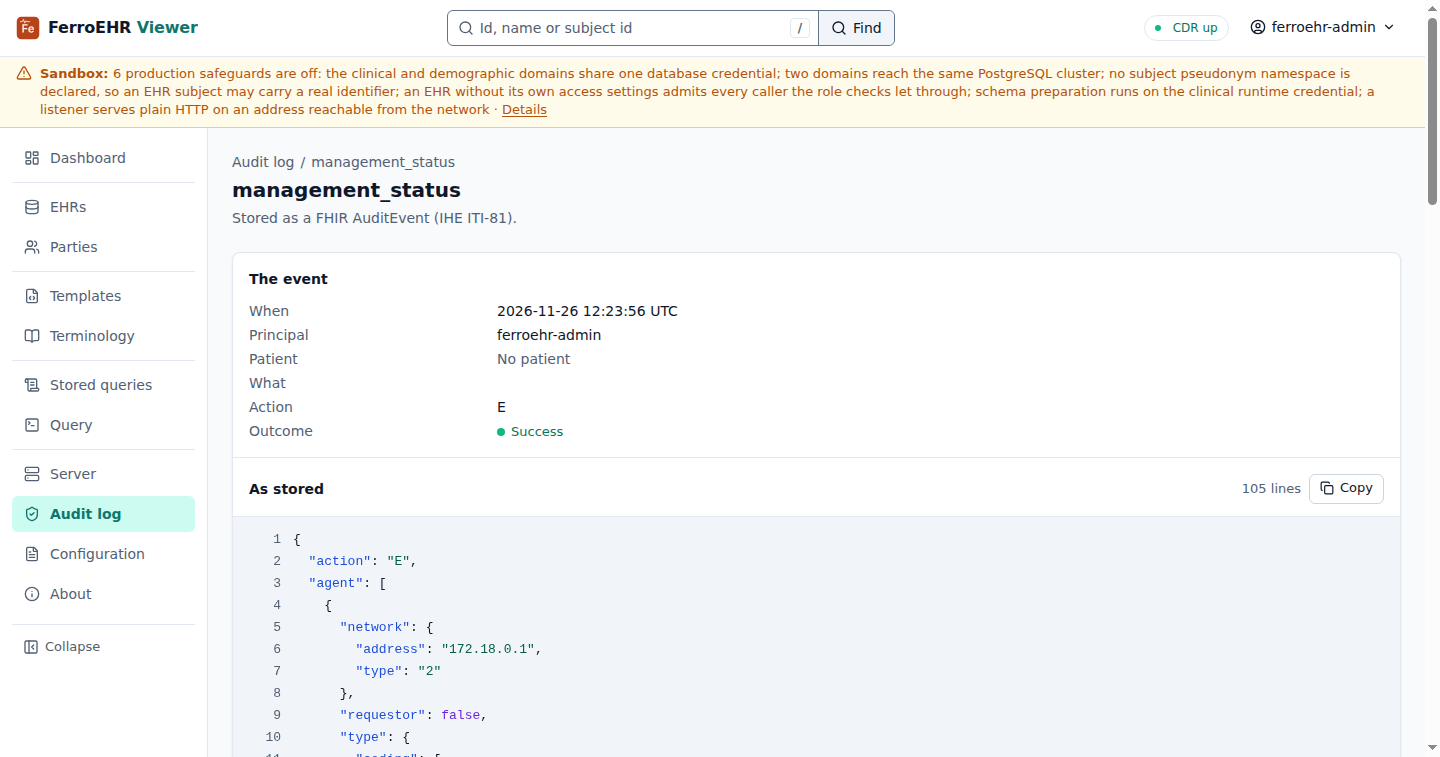 FerroEHR Viewer
Id, name or subject id
/
Find
CDR up
ferroehr-admin
Sandbox: 6 production safeguards are off: the clinical and demographic domains share one database credential; two domains reach the same PostgreSQL cluster; no subject pseudonym namespace is
declared, so an EHR subject may carry a real identifier; an EHR without its own access settings admits every caller the role checks let through; schema preparation runs on the clinical runtime credential; a
listener serves plain HTTP on an address reachable from the network · Details
Dashboard
EHRs
Parties
Templates
Terminology
Stored queries
Query
Server
Audit log
Configuration
About
Collapse
Audit log / management_status
management_status
Stored as a FHIR AuditEvent (IHE ITI-81).
The event
When 2026-11-26 12:23:56 UTC
Principal ferroehr-admin
Patient No patient
What
Action E
Outcome Success
As stored 105 lines Copy
1 {
2 "action": "E",
3 "agent": [
4 {
5 "network": {
6 "address": "172.18.0.1",
7 "type": "2"
8 },
9 "requestor": false,
10 "type": {